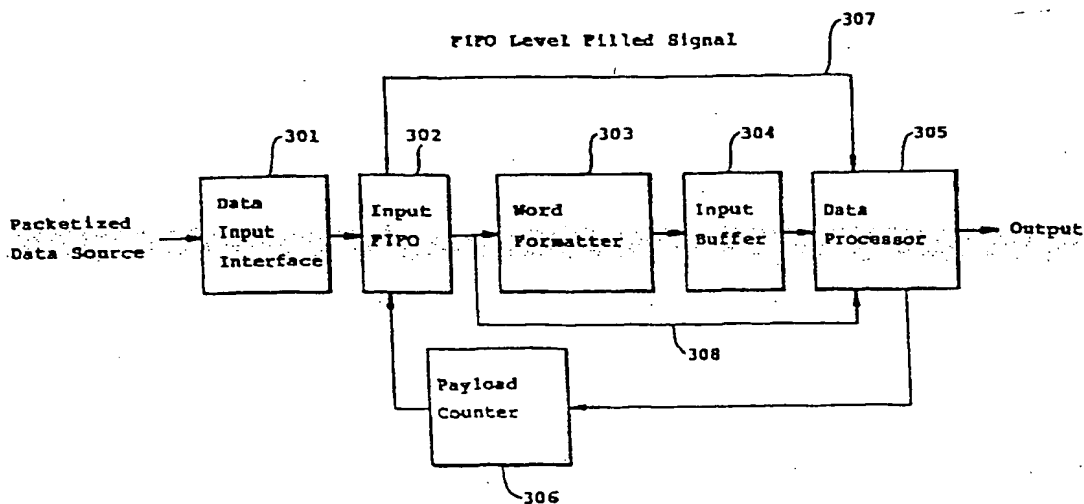 307
FIFO Level Filled Signal
301
302
303
304
305
Packetized
Data Source
Data
Input
Interface
Input
FIFO
Word
Formatter
Input
Buffer
Data
Processor
Output
308
Payload
Counter
306